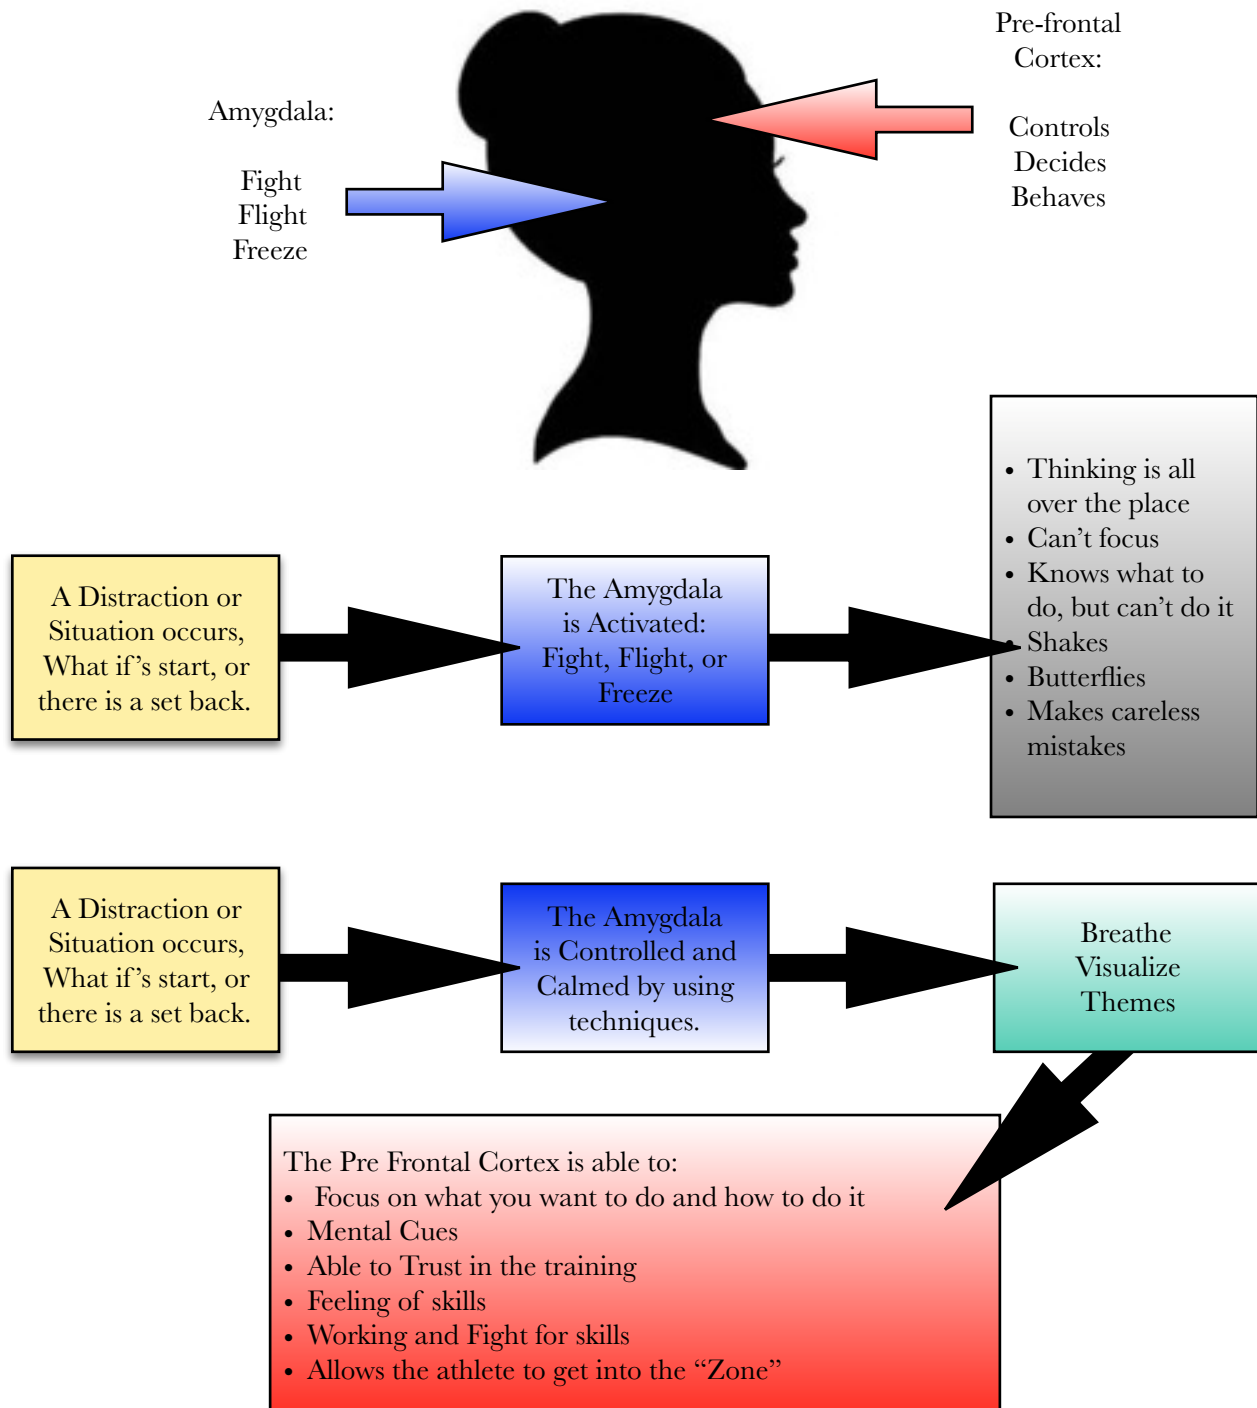 Pre-frontal
Cortex:
Controls
Decides
Behaves
Amygdala:
Fight
Flight
Freeze
A Distraction or
Situation occurs,
What if’s start, or
there is a set back.
The Amygdala
is Activated:
Fight, Flight, or
Freeze
• Thinking is all
over the place
• Can’t focus
• Knows what to
do, but can’t do it
• Shakes
• Butterflies
• Makes careless
mistakes
A Distraction or
Situation occurs,
What if’s start, or
there is a set back.
The Amygdala
is Controlled and
Calmed by using
techniques.
Breathe
Visualize
Themes
The Pre Frontal Cortex is able to:
• Focus on what you want to do and how to do it
• Mental Cues
• Able to Trust in the training
• Feeling of skills
• Working and Fight for skills
• Allows the athlete to get into the “Zone”